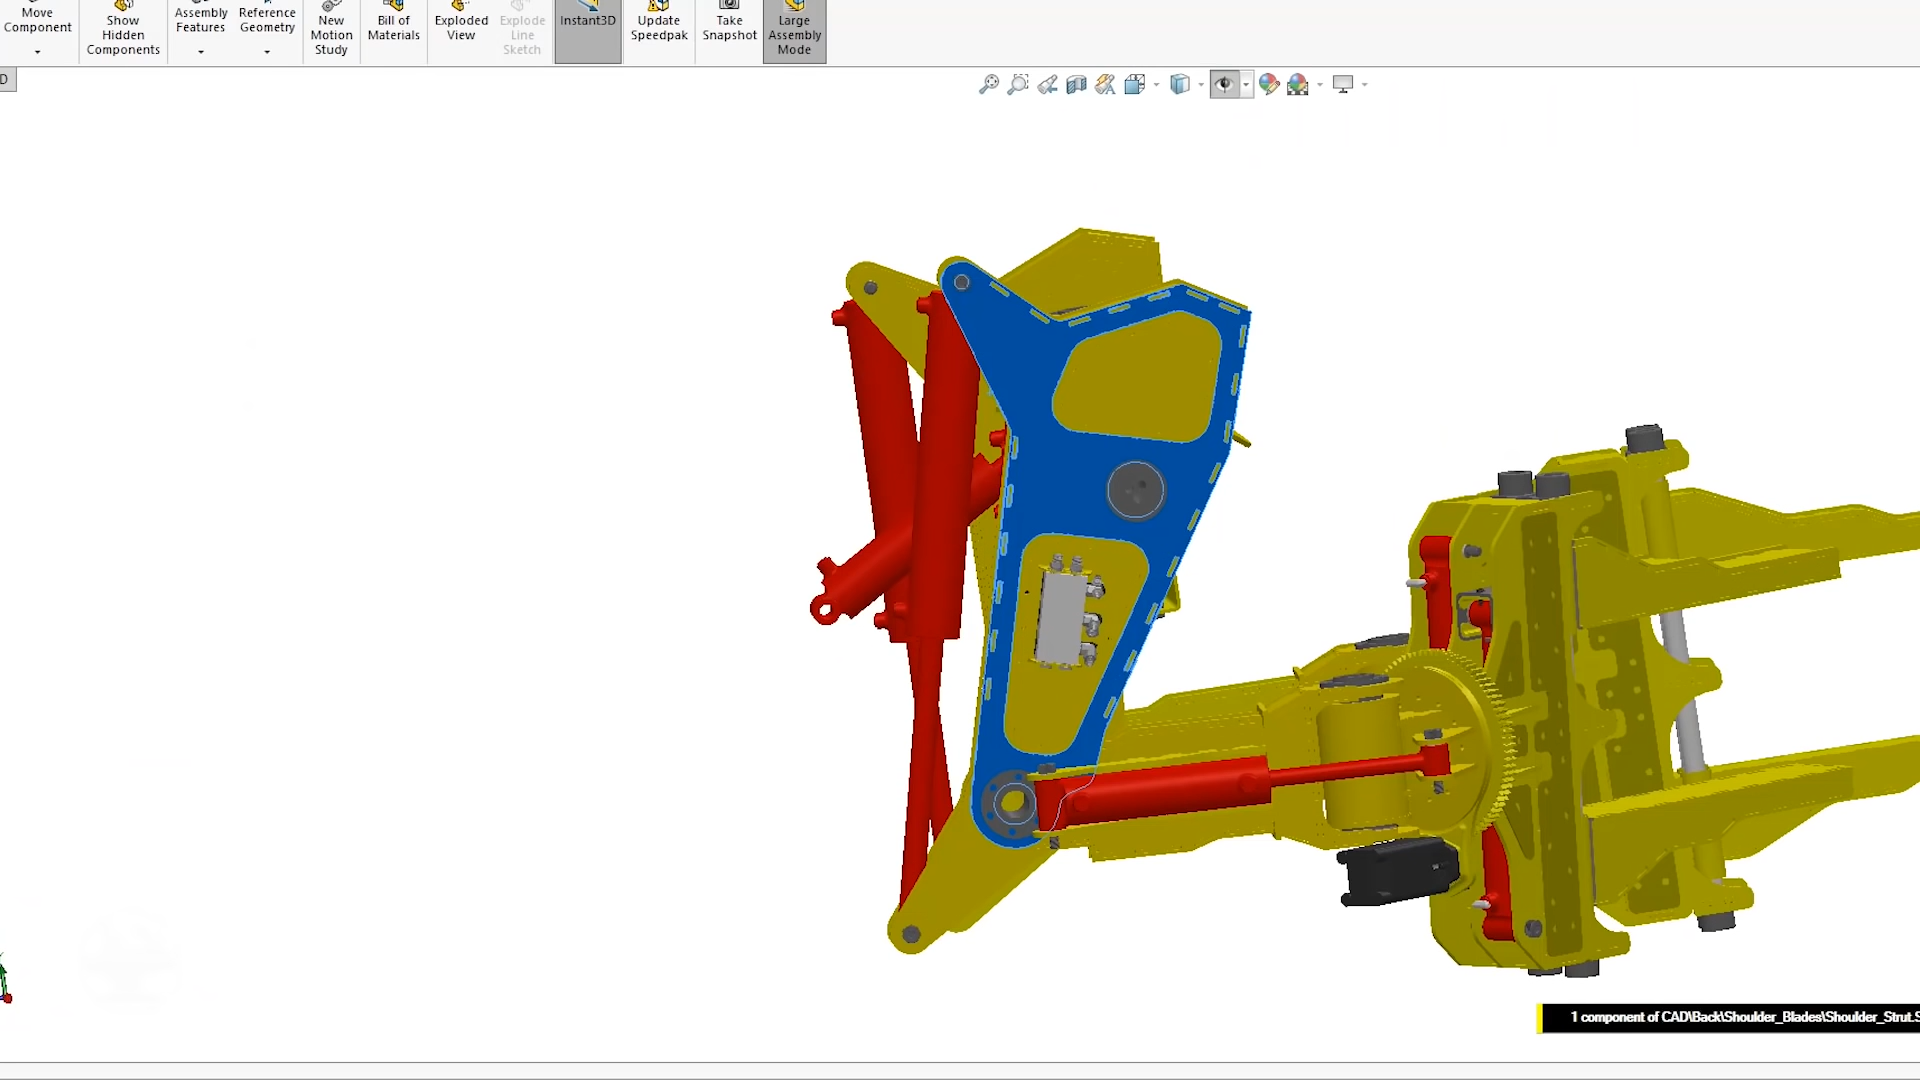 Move
Component
Show
Hidden
Components
Assembly
Features
Reference
Geometry
New
Motion
Study
Bill of
Materials
Exploded
View
Explode
Line
Sketch
Instant3D
Update
Speedpak
Take
Snapshot
Large
Assembly
Mode
D
1 component of CAD\Back\Shoulder_Blades\Shoulder_Strut.S